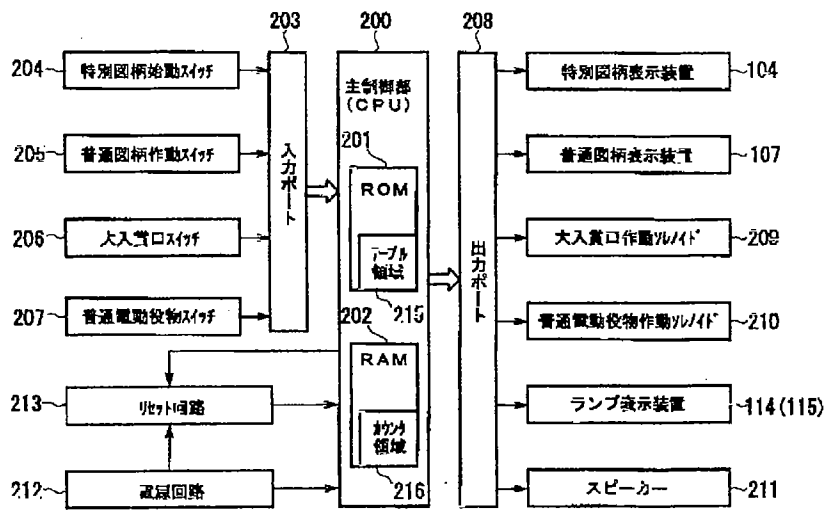 203
200
208
204
特別図柄始動スイッチ
205
普通図柄作動スイッチ
206
大入賞口スイッチ
207
普通電動役物スイッチ
213
リセット回路
212
電源回路
入力ポート
主制御部
(CPU)
201
ROM
テーブル
領域
215
202
RAM
カウンタ
領域
216
出力ポート
特別図柄表示装置
104
普通図柄表示装置
107
大入賞口作動ソレノイド
209
普通電動役物作動ソレノイド
210
ランプ表示装置
114(115)
スピーカー
211